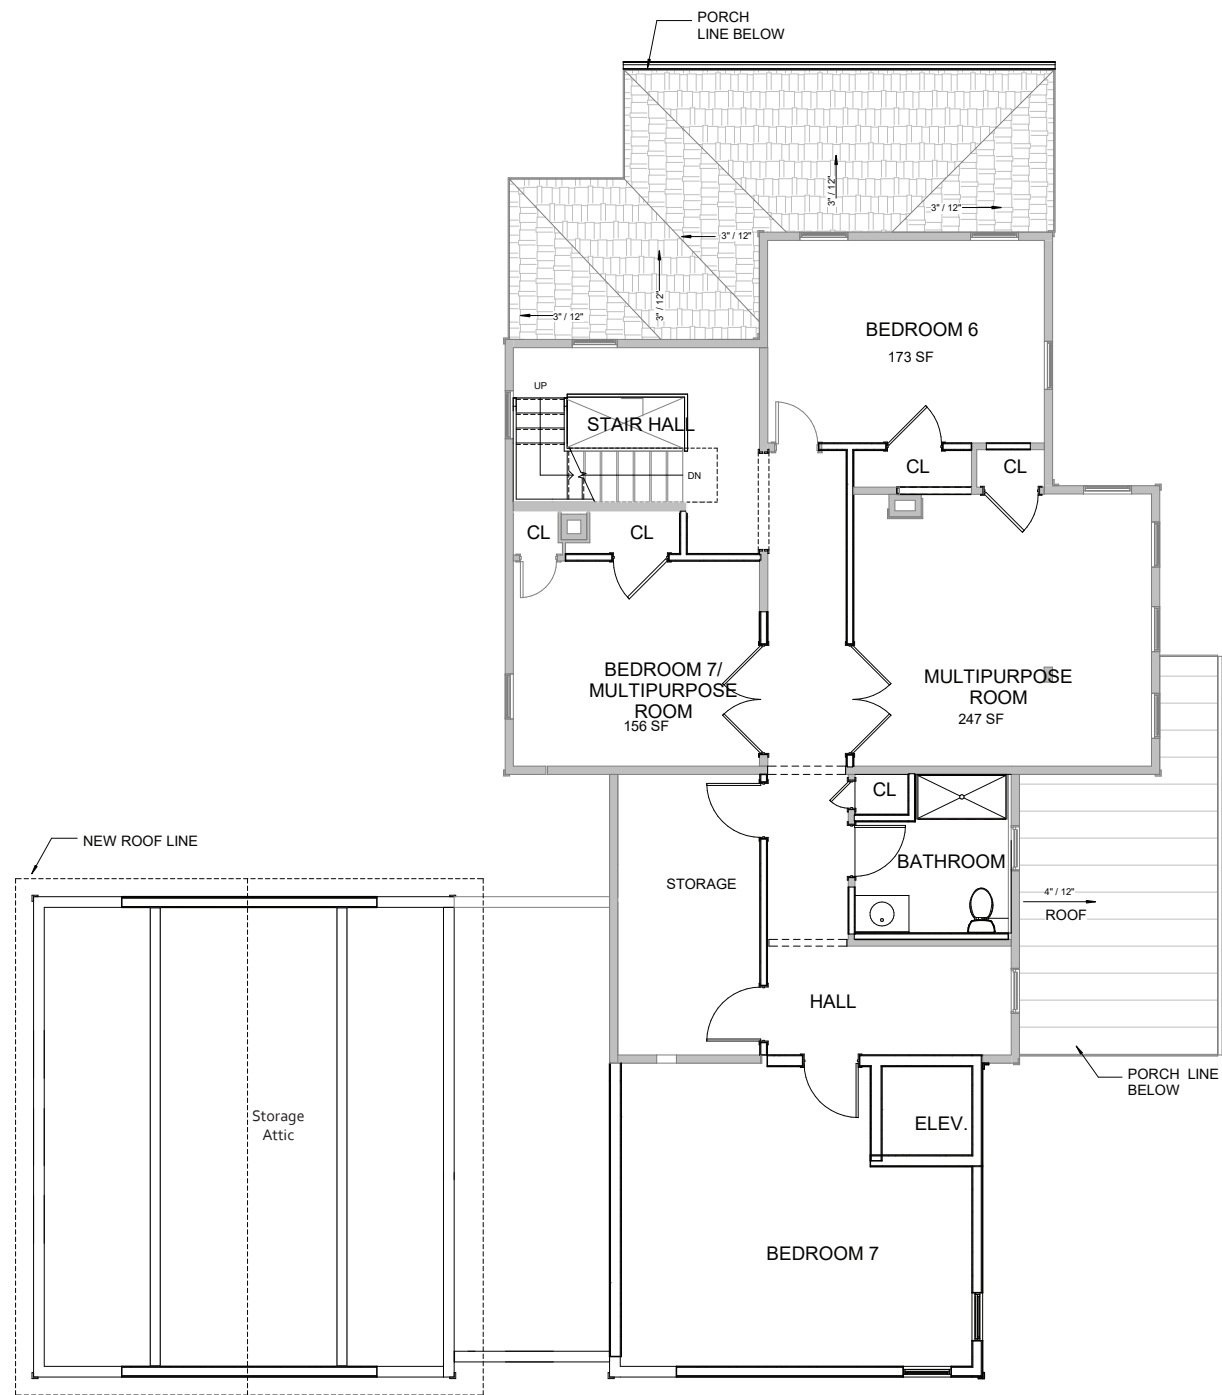 PORCH
LINE BELOW
3" / 12"
3" / 12"
3" / 12"
3" / 12"
3" / 12"
BEDROOM 6
173 SF
UP
STAIR HALL
DN
CL
CL
CL
CL
BEDROOM 7/
MULTIPURPOSE
ROOM
156 SF
MULTIPURPOSE
ROOM
247 SF
CL
NEW ROOF LINE
BATHROOM
STORAGE
4" / 12"
ROOF
HALL
PORCH LINE
BELOW
Storage
Attic
ELEV.
BEDROOM 7